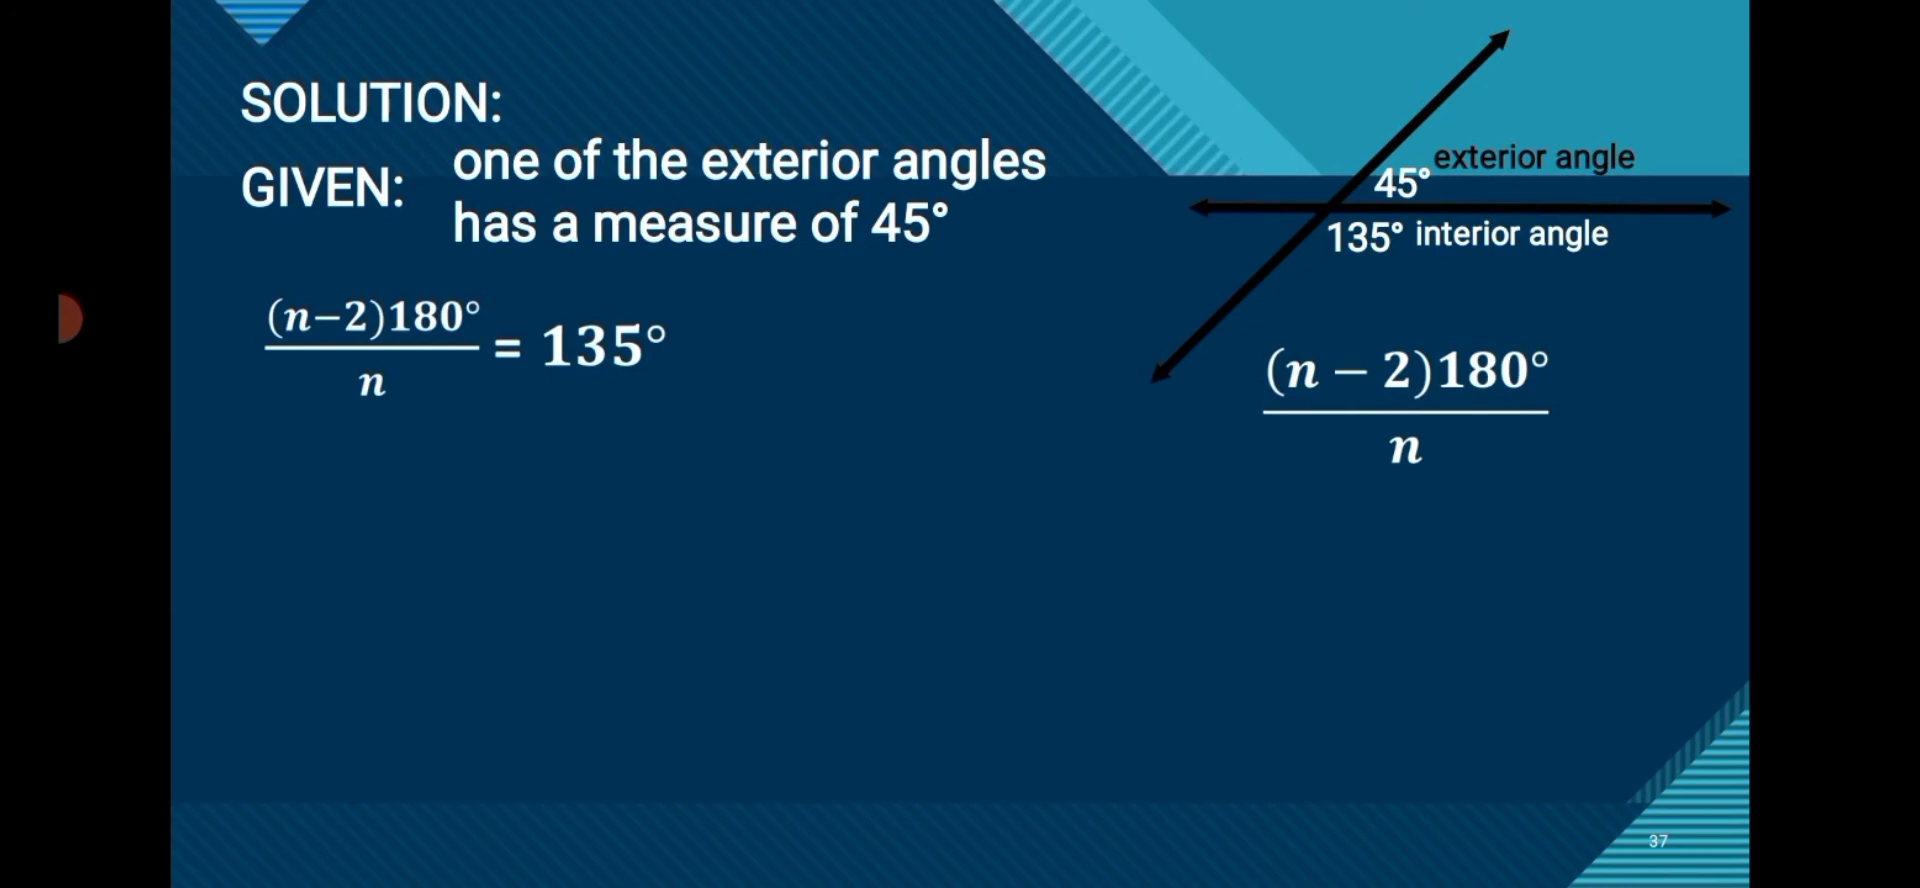 SOLUTION:
GIVEN: one of the exterior angles
has a measure of 45°
45° exterior angle
135° interior angle
(n−2)180°
n
= 135°
(n − 2)180°
n
37